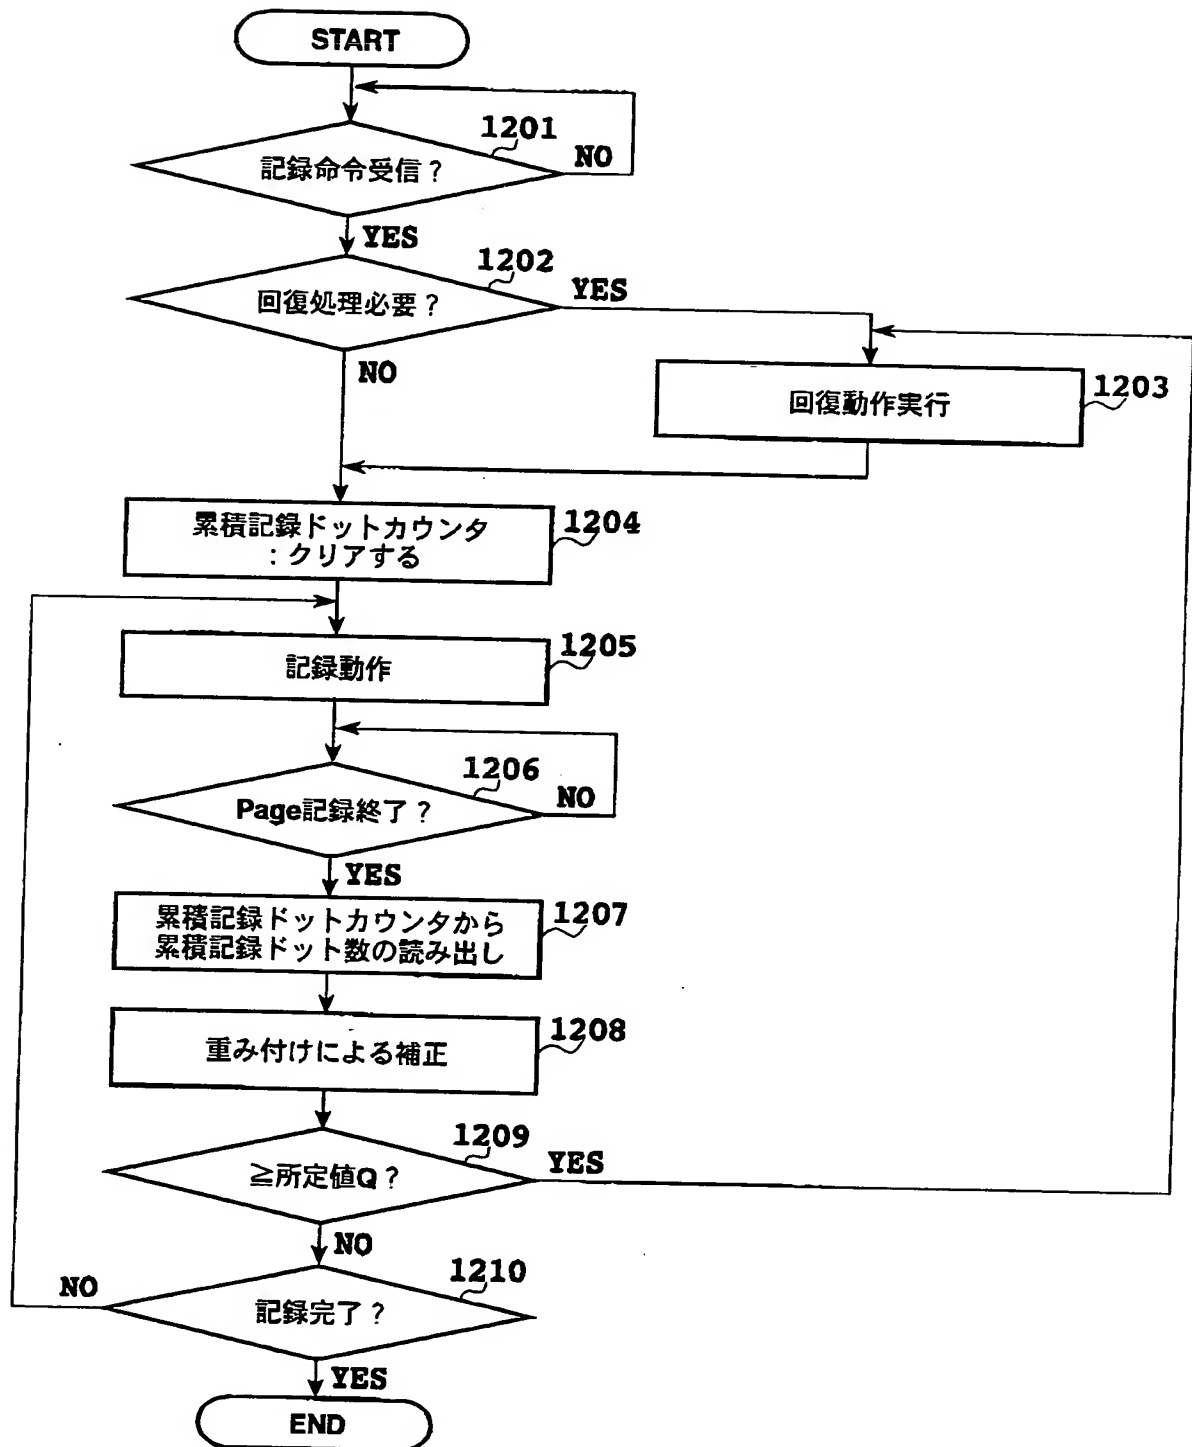 START
1201
記録命令受信？
NO
YES
1202
回復処理必要？
YES
NO
回復動作実行
1203
累積記録ドットカウンタ
：クリアする
1204
記録動作
1205
1206
Page記録終了？
NO
YES
累積記録ドットカウンタから
累積記録ドット数の読み出し
1207
重み付けによる補正
1208
1209
≧所定値Q？
YES
NO
1210
NO
記録完了？
YES
END